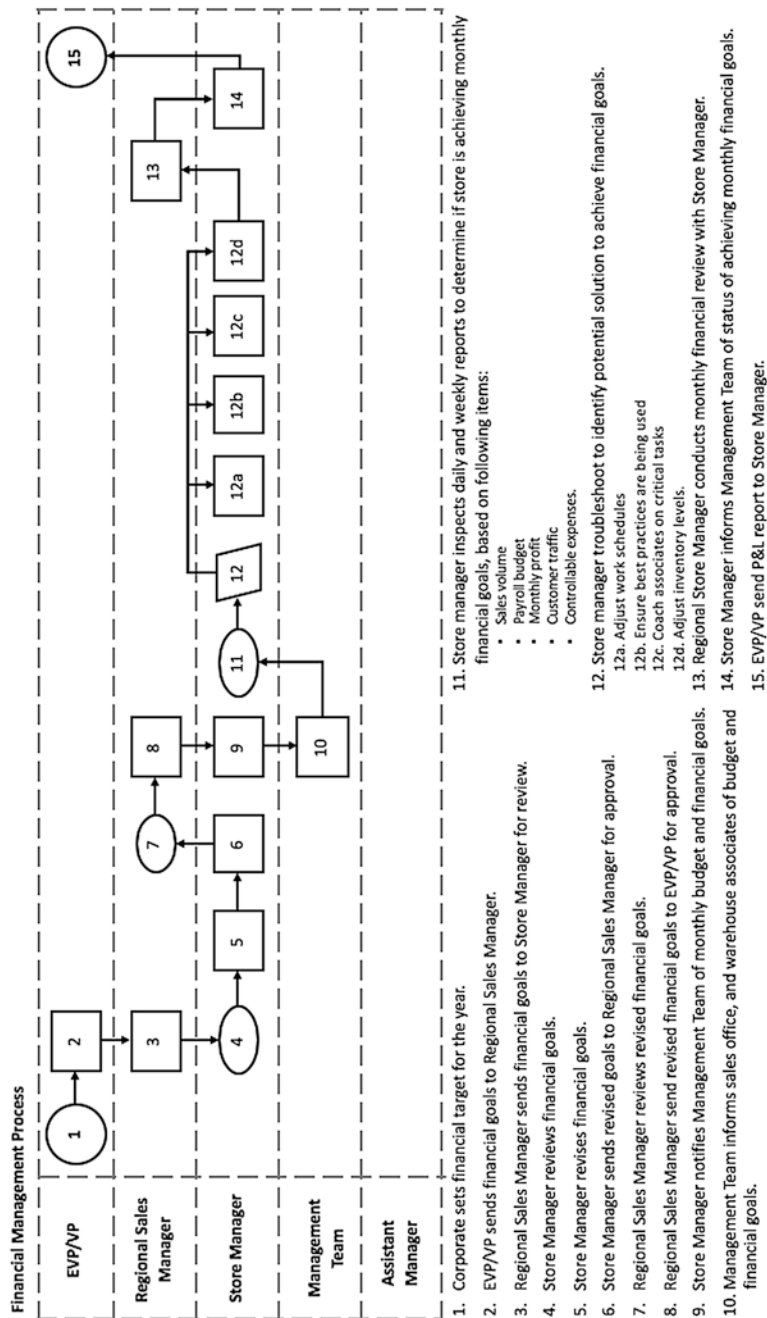 Financial Management Process
EVP/VP
1
2
15
Regional Sales
Manager
3
7
8
13
Store Manager
4
5
6
9
11
12
12a
12b
12c
12d
14
Management
Team
10
Assistant
Manager
1. Corporate sets financial target for the year.
2. EVP/VP sends financial goals to Regional Sales Manager.
3. Regional Sales Manager sends financial goals to Store Manager for review.
4. Store Manager reviews financial goals.
5. Store Manager revises financial goals.
6. Store Manager sends revised goals to Regional Sales Manager for approval.
7. Regional Sales Manager reviews revised financial goals.
8. Regional Sales Manager send revised financial goals to EVP/VP for approval.
9. Store Manager notifies Management Team of monthly budget and financial goals.
10. Management Team informs sales office, and warehouse associates of budget and
financial goals.
11. Store manager inspects daily and weekly reports to determine if store is achieving monthly
financial goals, based on following items:
• Sales volume
• Payroll budget
• Monthly profit
• Customer traffic
• Controllable expenses.
12. Store manager troubleshoot to identify potential solution to achieve financial goals.
12a. Adjust work schedules
12b. Ensure best practices are being used
12c. Coach associates on critical tasks
12d. Adjust inventory levels.
13. Regional Store Manager conducts monthly financial review with Store Manager.
14. Store Manager informs Management Team of status of achieving monthly financial goals.
15. EVP/VP send P&L report to Store Manager.